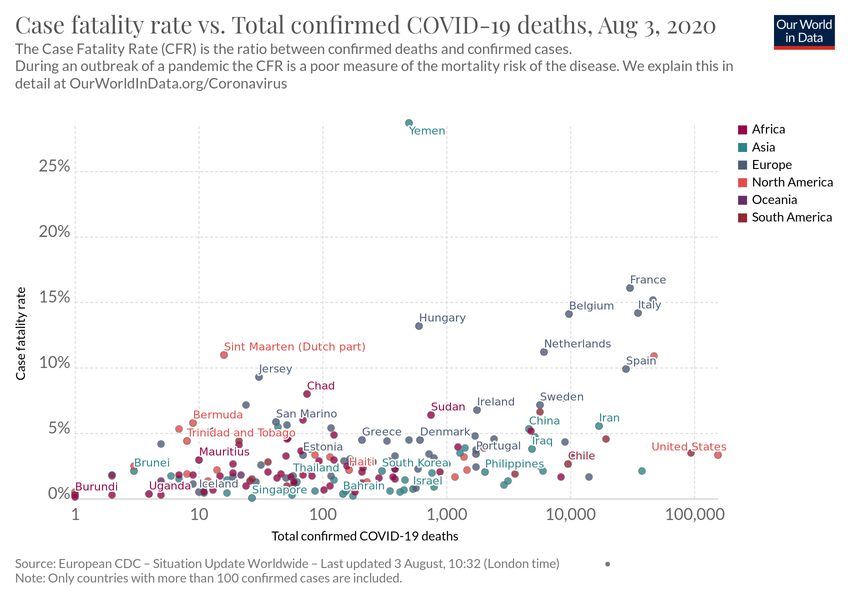 Case fatality rate vs. Total confirmed COVID-19 deaths, Aug 3, 2020
Our World
in Data
The Case Fatality Rate (CFR) is the ratio between confirmed deaths and confirmed cases.
During an outbreak of a pandemic the CFR is a poor measure of the mortality risk of the disease. We explain this in
detail at OurWorldInData.org/Coronavirus
Yemen
Africa
Asia
Europe
North America
Oceania
South America
25%
20%
15%
10%
5%
0%
Case fatality rate
France
Belgium
Italy
Hungary
Netherlands
Sint Maarten (Dutch part)
Spain
Jersey
Chad
Sudan
Ireland
Sweden
Bermuda
San Marino
Iran
China
Trinidad and Tobago
Greece
Denmark
Iraq
Mauritius
Estonia
Portugal
United States
Brunei
Thailand
Haiti
South Korea
Philippines
Chile
Burundi
Uganda
Iceland
Singapore
Bahrain
Israel
1
10
100
1,000
10,000
100,000
Total confirmed COVID-19 deaths
Source: European CDC – Situation Update Worldwide – Last updated 3 August, 10:32 (London time)
Note: Only countries with more than 100 confirmed cases are included.